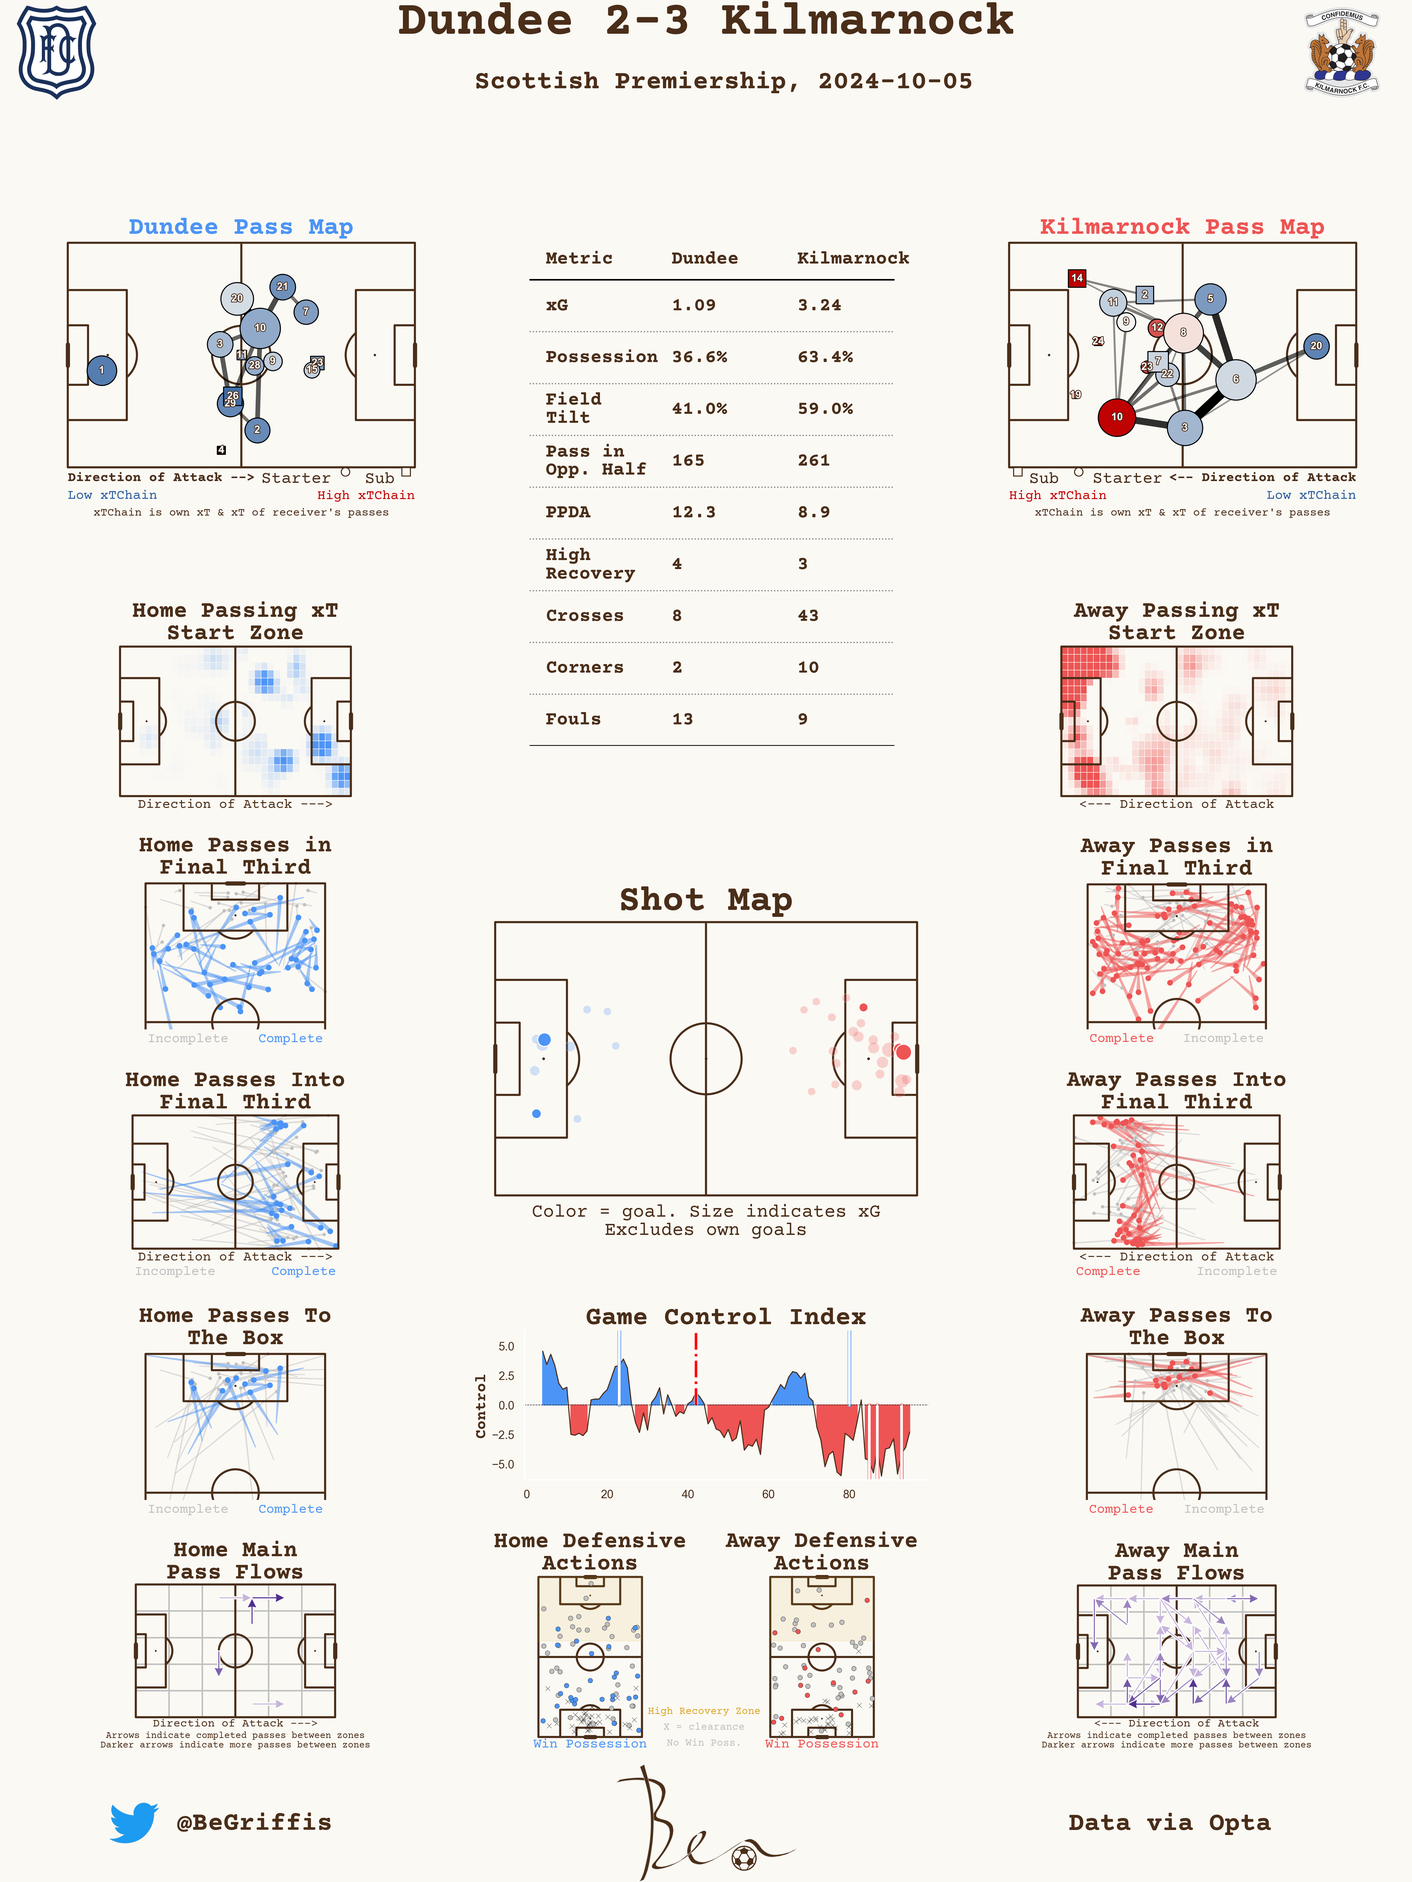 Dundee 2-3 Kilmarnock
Scottish Premiership, 2024-10-05
CONFIDEMUS
KILMARNOCK F.C.
Dundee Pass Map
20
21
7
10
3
11
28
9
23
15
1
26
29
2
4
Direction of Attack --> Starter Sub
Low xTChain High xTChain
xTChain is own xT & xT of receiver's passes
Metric Dundee Kilmarnock
xG 1.09 3.24
Possession 36.6% 63.4%
Field
Tilt 41.0% 59.0%
Pass in
Opp. Half 165 261
PPDA 12.3 8.9
High
Recovery 4 3
Crosses 8 43
Corners 2 10
Fouls 13 9
Kilmarnock Pass Map
14
11
2
5
9
12
8
24
20
7
23
22
6
19
10
3
Sub Starter <-- Direction of Attack
High xTChain Low xTChain
xTChain is own xT & xT of receiver's passes
Home Passing xT
Start Zone
Direction of Attack --->
Away Passing xT
Start Zone
<--- Direction of Attack
Home Passes in
Final Third
Incomplete Complete
Away Passes in
Final Third
Complete Incomplete
Shot Map
Color = goal. Size indicates xG
Excludes own goals
Home Passes Into
Final Third
Direction of Attack --->
Incomplete Complete
Away Passes Into
Final Third
<--- Direction of Attack
Complete Incomplete
Home Passes To
The Box
Incomplete Complete
Game Control Index
Control
5.0
2.5
0.0
−2.5
−5.0
0 20 40 60 80
Away Passes To
The Box
Complete Incomplete
Home Main
Pass Flows
Direction of Attack --->
Arrows indicate completed passes between zones
Darker arrows indicate more passes between zones
Home Defensive
Actions
Win Possession
Away Defensive
Actions
Win Possession
High Recovery Zone
X = clearance
No Win Poss.
Away Main
Pass Flows
<--- Direction of Attack
Arrows indicate completed passes between zones
Darker arrows indicate more passes between zones
@BeGriffis
Ben
Data via Opta